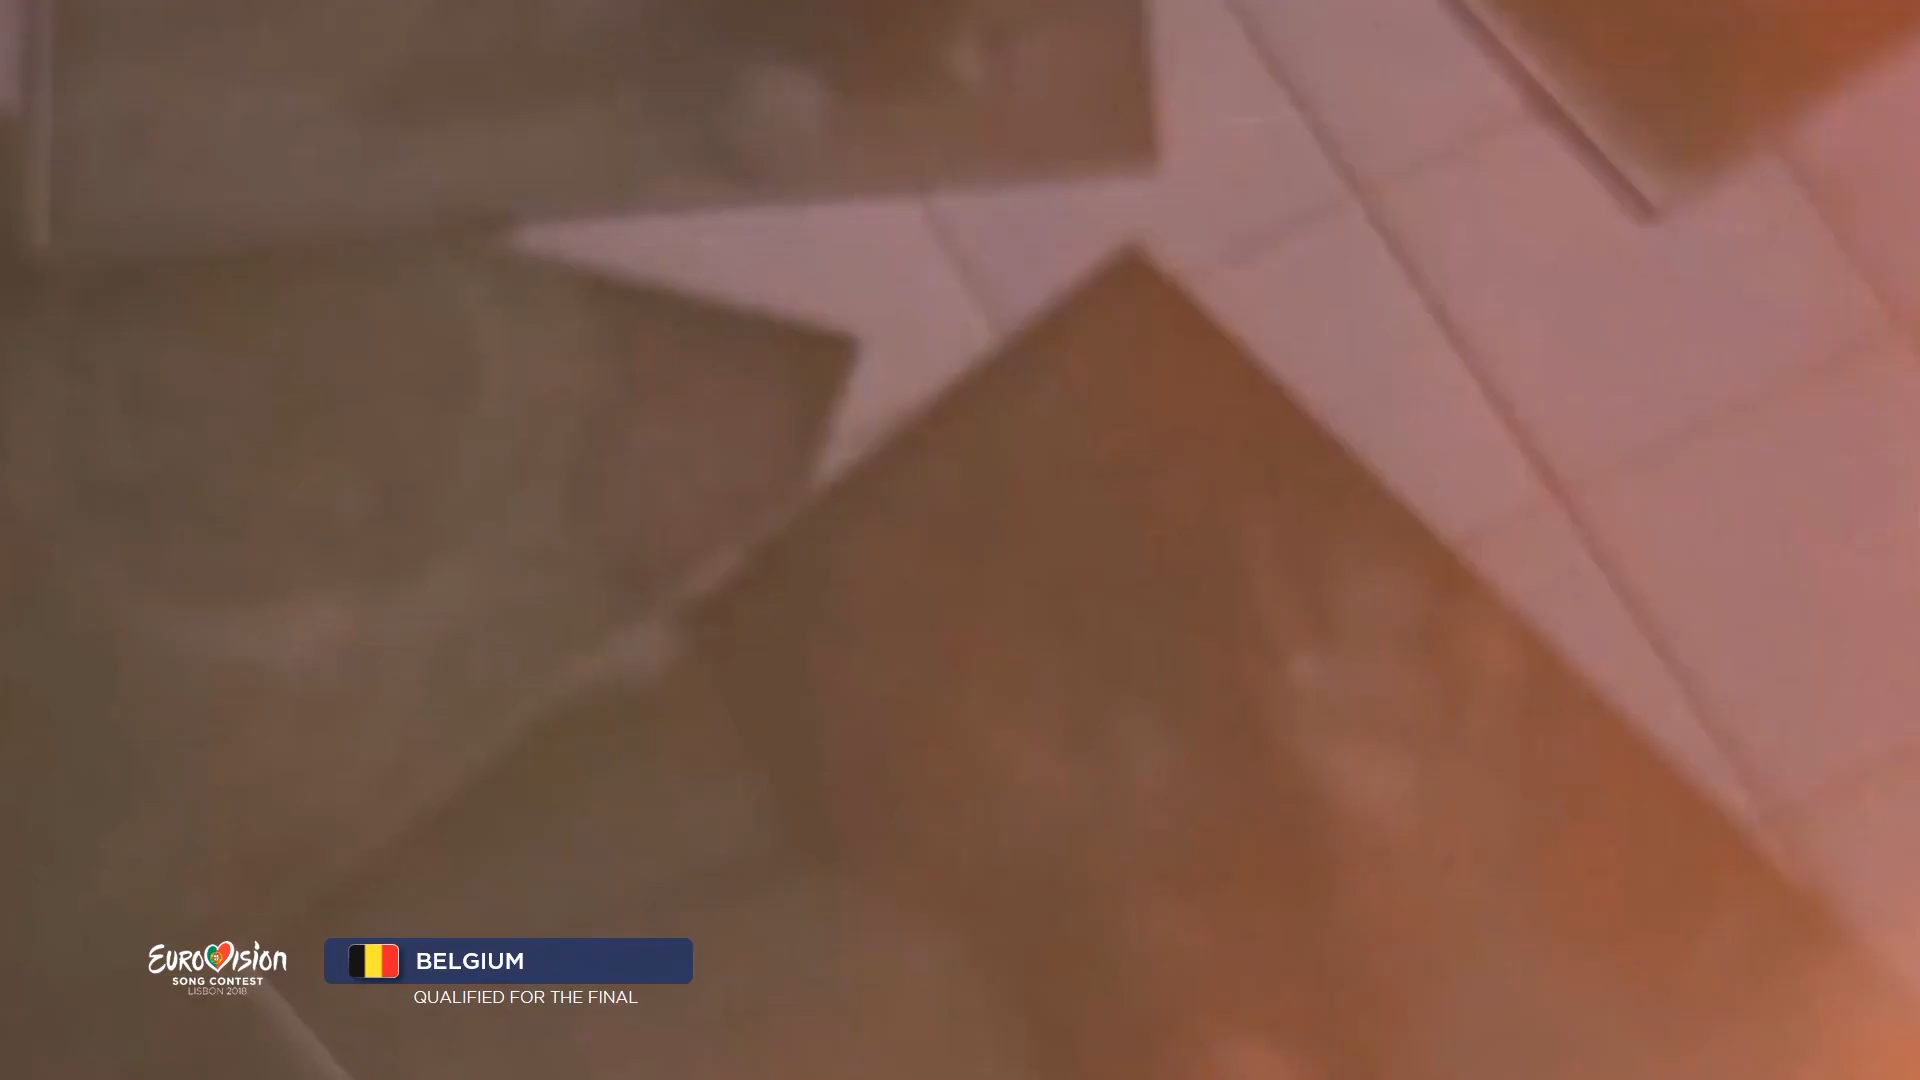 EUROVISION
SONG CONTEST
LISBON 2018
BELGIUM
QUALIFIED FOR THE FINAL